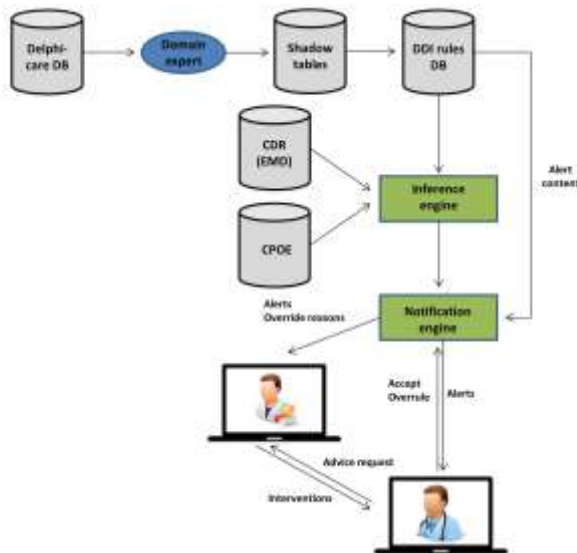 Delphi-
care DB
Domain
expert
Shadow
tables
DDI rules
DB
CDR
(EMD)
Alert
content
Inference
engine
CPOE
Alerts
Override reasons
Notification
engine
Accept
Overrule
Alerts
Advice request
Interventions